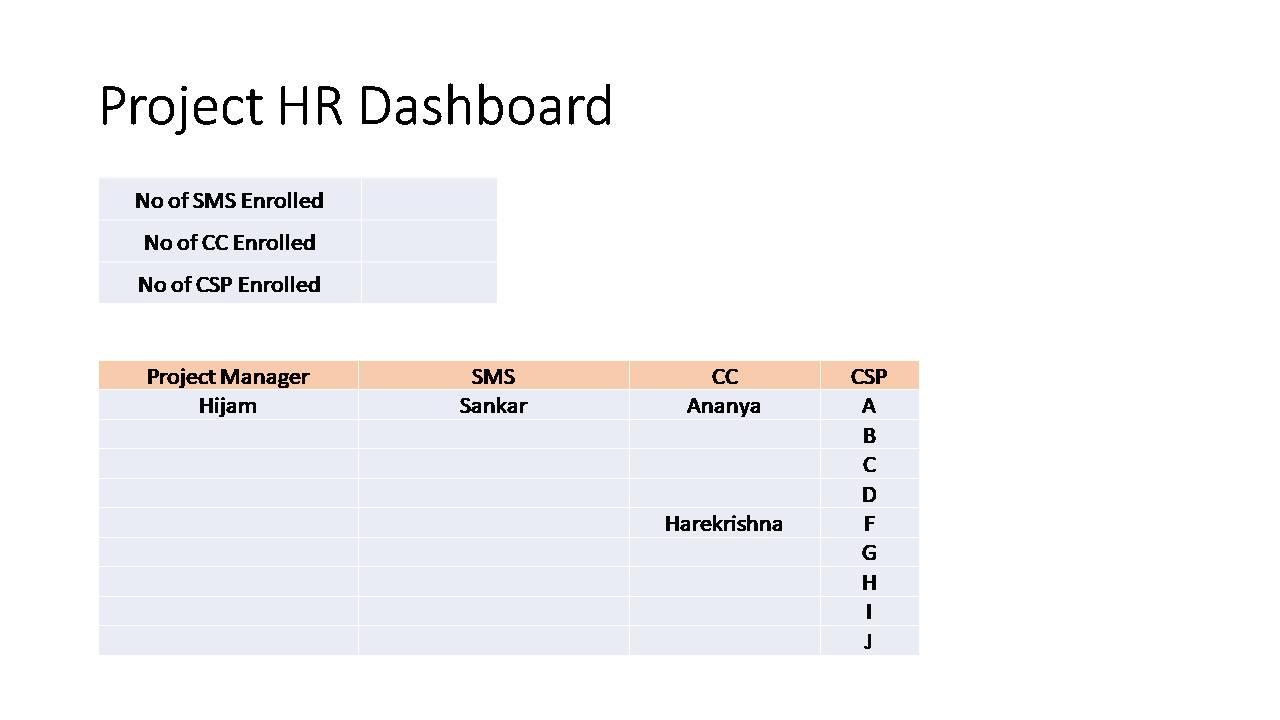 Project HR Dashboard
No of SMS Enrolled
No of CC Enrolled
No of CSP Enrolled
Project Manager SMS CC CSP
Hijam Sankar Ananya A
B
C
D
Harekrishna F
G
H
I
J